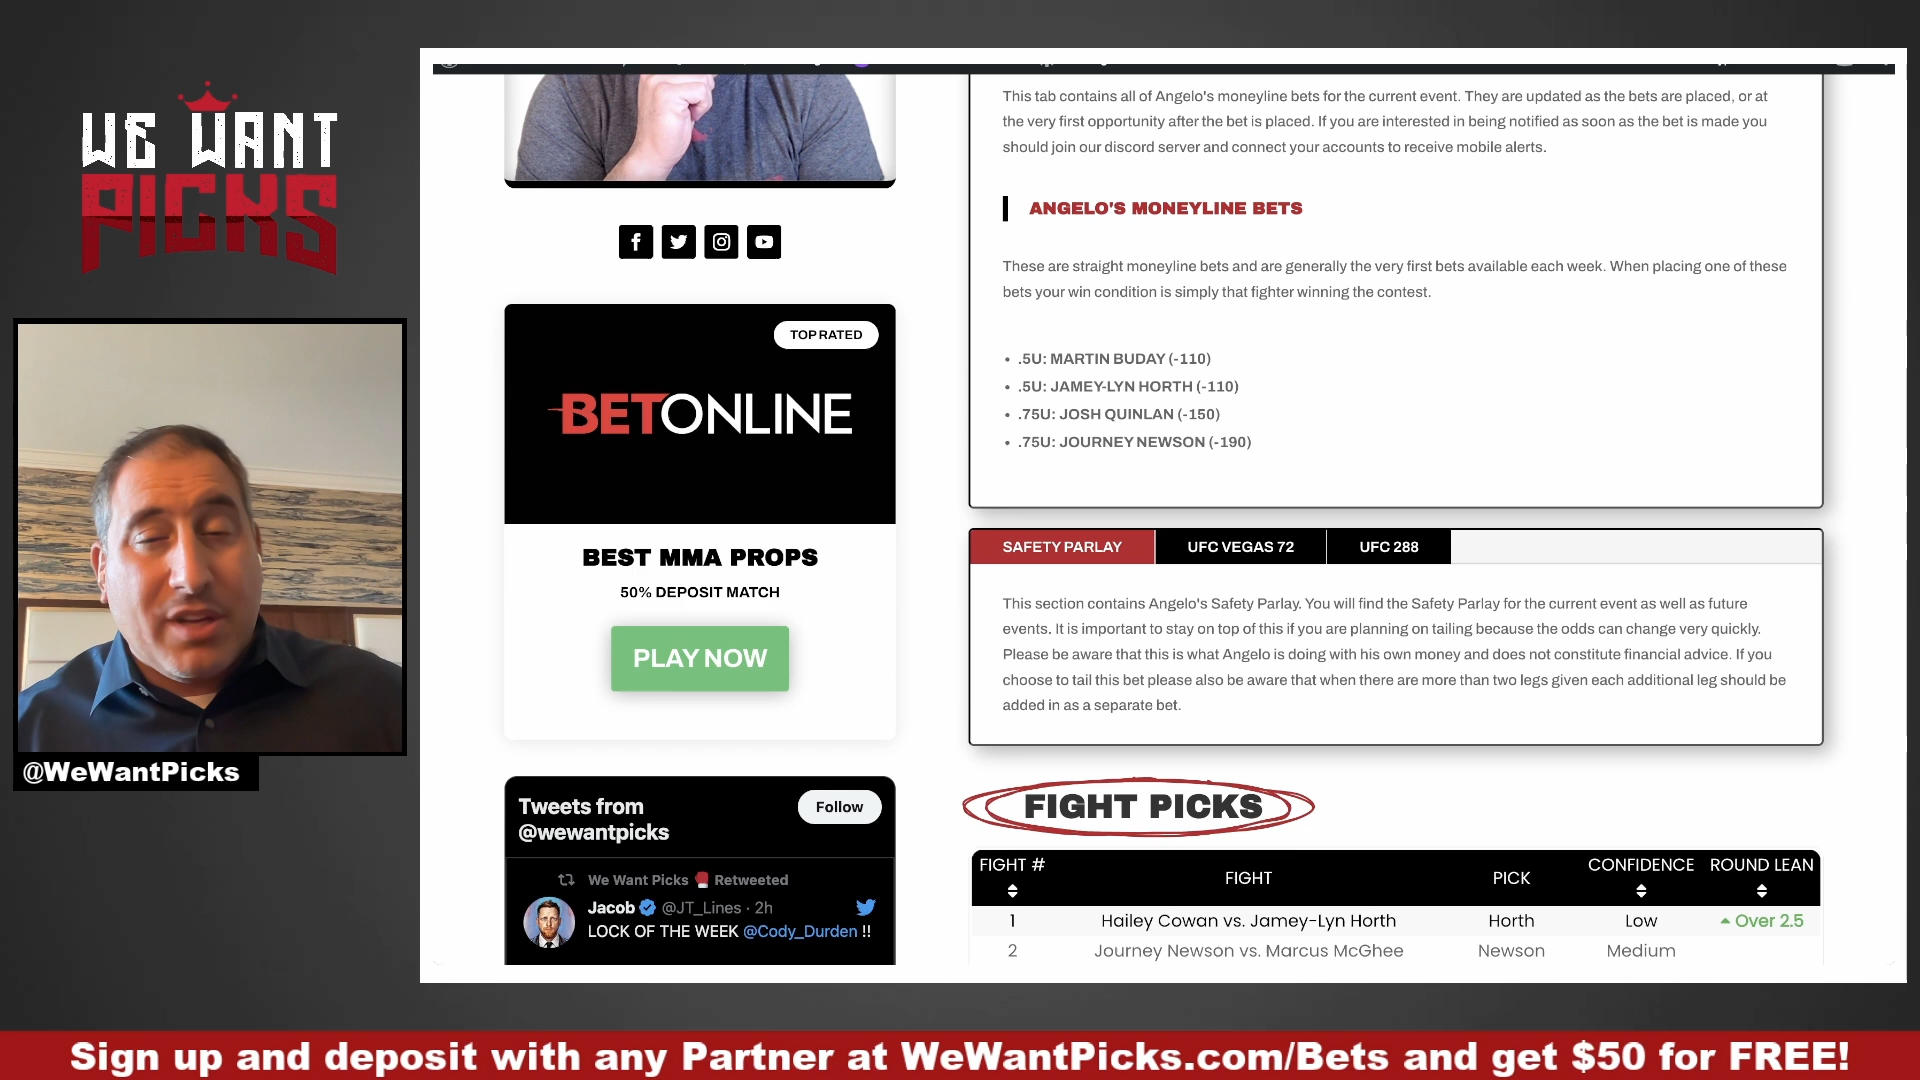 WE WANT
PICKS
@WeWantPicks
TOP RATED
BETONLINE
BEST MMA PROPS
50% DEPOSIT MATCH
PLAY NOW
Tweets from
@wewantpicks
Follow
We Want Picks Retweeted
Jacob @JT_Lines · 2h
LOCK OF THE WEEK @Cody_Durden !!
This tab contains all of Angelo's moneyline bets for the current event. They are updated as the bets are placed, or at
the very first opportunity after the bet is placed. If you are interested in being notified as soon as the bet is made you
should join our discord server and connect your accounts to receive mobile alerts.
ANGELO'S MONEYLINE BETS
These are straight moneyline bets and are generally the very first bets available each week. When placing one of these
bets your win condition is simply that fighter winning the contest.
• .5U: MARTIN BUDAY (-110)
• .5U: JAMEY-LYN HORTH (-110)
• .75U: JOSH QUINLAN (-150)
• .75U: JOURNEY NEWSON (-190)
SAFETY PARLAY UFC VEGAS 72 UFC 288
This section contains Angelo's Safety Parlay. You will find the Safety Parlay for the current event as well as future
events. It is important to stay on top of this if you are planning on tailing because the odds can change very quickly.
Please be aware that this is what Angelo is doing with his own money and does not constitute financial advice. If you
choose to tail this bet please also be aware that when there are more than two legs given each additional leg should be
added in as a separate bet.
FIGHT PICKS
FIGHT # FIGHT PICK CONFIDENCE ROUND LEAN
1 Hailey Cowan vs. Jamey-Lyn Horth Horth Low Over 2.5
2 Journey Newson vs. Marcus McGhee Newson Medium
Sign up and deposit with any Partner at WeWantPicks.com/Bets and get $50 for FREE!